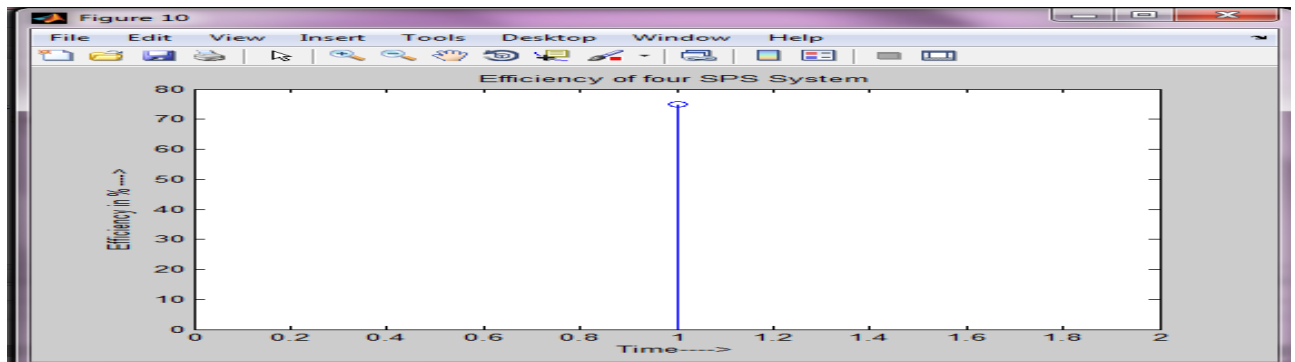 Figure 10
File Edit View Insert Tools Desktop Window Help
Efficiency of four SPS System
80
70
60
50
40
30
20
10
0
Efficiency in % --->
0 0.2 0.4 0.6 0.8 1 1.2 1.4 1.6 1.8 2
Time---->